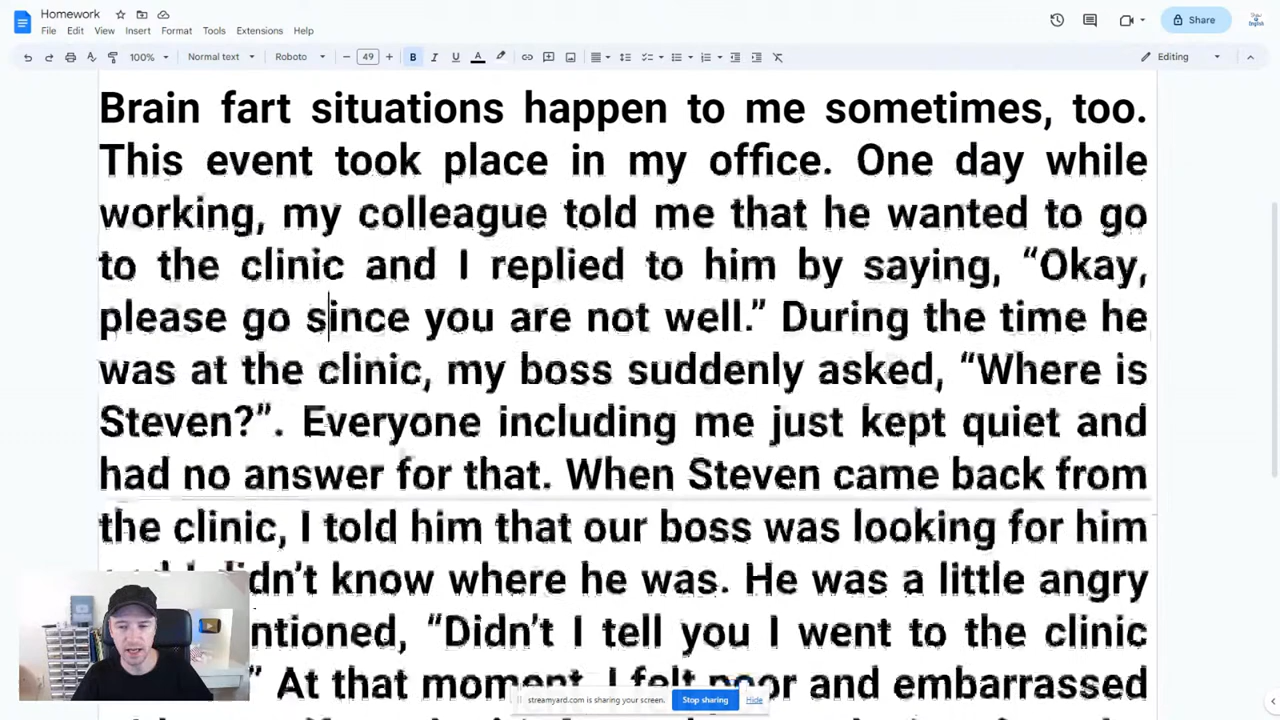 Homework
File Edit View Insert Format Tools Extensions Help
Share
100% Normal text Roboto 49 B I U A Editing
Brain fart situations happen to me sometimes, too.
This event took place in my office. One day while
working, my colleague told me that he wanted to go
to the clinic and I replied to him by saying, “Okay,
please go since you are not well.” During the time he
was at the clinic, my boss suddenly asked, “Where is
Steven?”. Everyone including me just kept quiet and
had no answer for that. When Steven came back from
the clinic, I told him that our boss was looking for him
didn’t know where he was. He was a little angry
ntioned, “Didn’t I tell you I went to the clinic
” At that moment, I felt poor and embarrassed
streamyard.com is sharing your screen. Stop sharing Hide